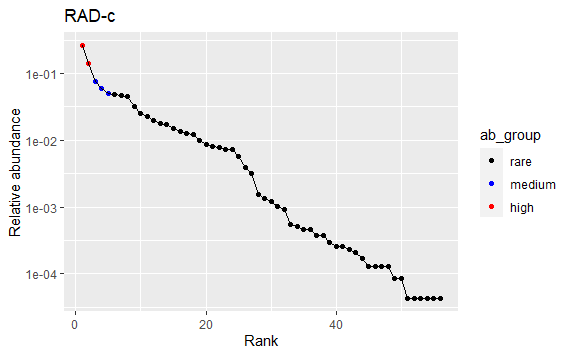 RAD-c
Relative abundance
1e-01
1e-02
1e-03
1e-04
0
20
40
Rank
ab_group
rare
medium
high